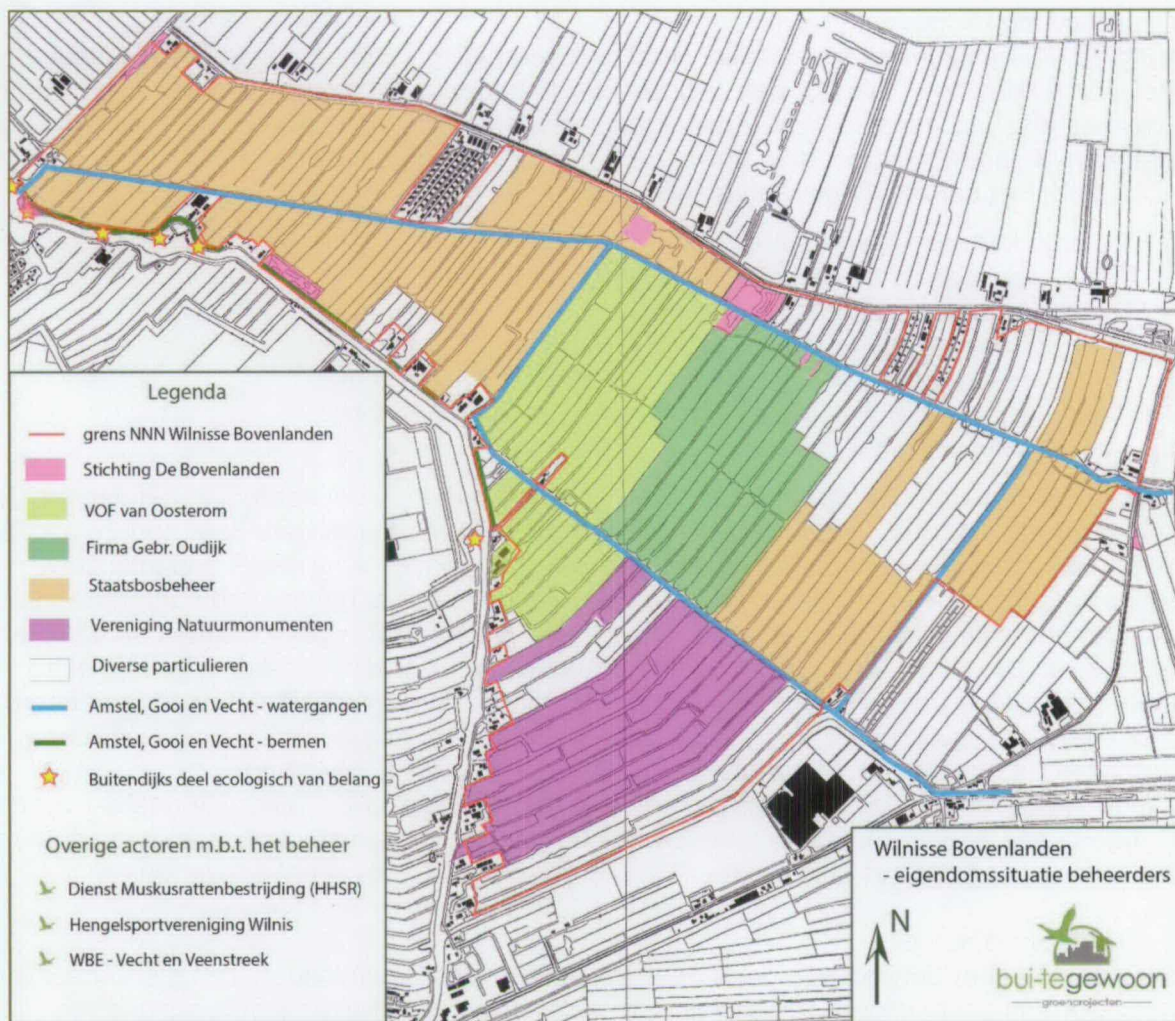 Legenda
grens NNN Wilnisse Bovenlanden
Stichting De Bovenlanden
VOF van Oosterom
Firma Gebr. Oudijk
Staatsbosbeheer
Vereniging Natuurmonumenten
Diverse particulieren
Amstel, Gooi en Vecht - watergangen
Amstel, Gooi en Vecht - bermen
Buitendijks deel ecologisch van belang
Overige actoren m.b.t. het beheer
Dienst Muskusrattenbestrijding (HHSR)
Hengelsportvereniging Wilnis
WBE - Vecht en Veenstreek
Wilnisse Bovenlanden
- eigendomssituatie beheerders
N
bui-tegewoon
groenprojecten